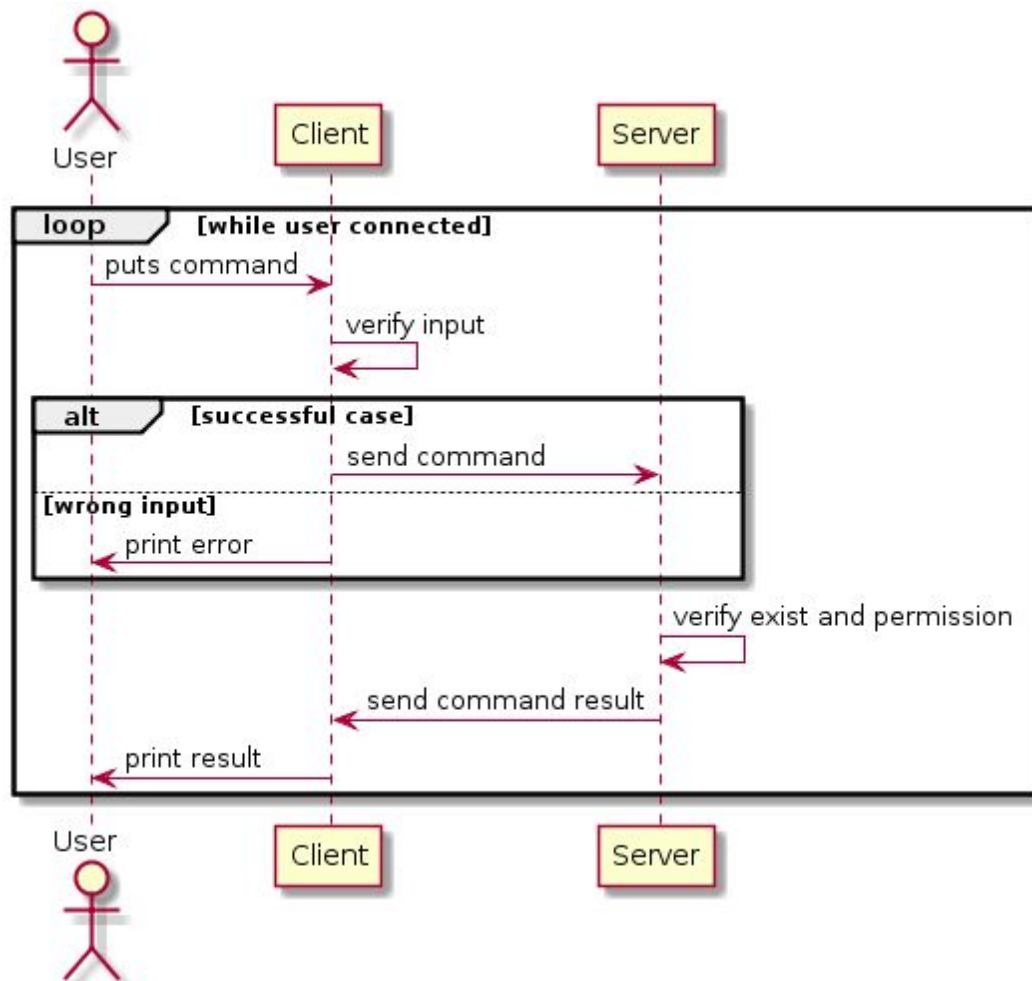 User
Client
Server
loop [while user connected]
puts command
verify input
alt [successful case]
send command
[wrong input]
print error
verify exist and permission
send command result
print result
User
Client
Server